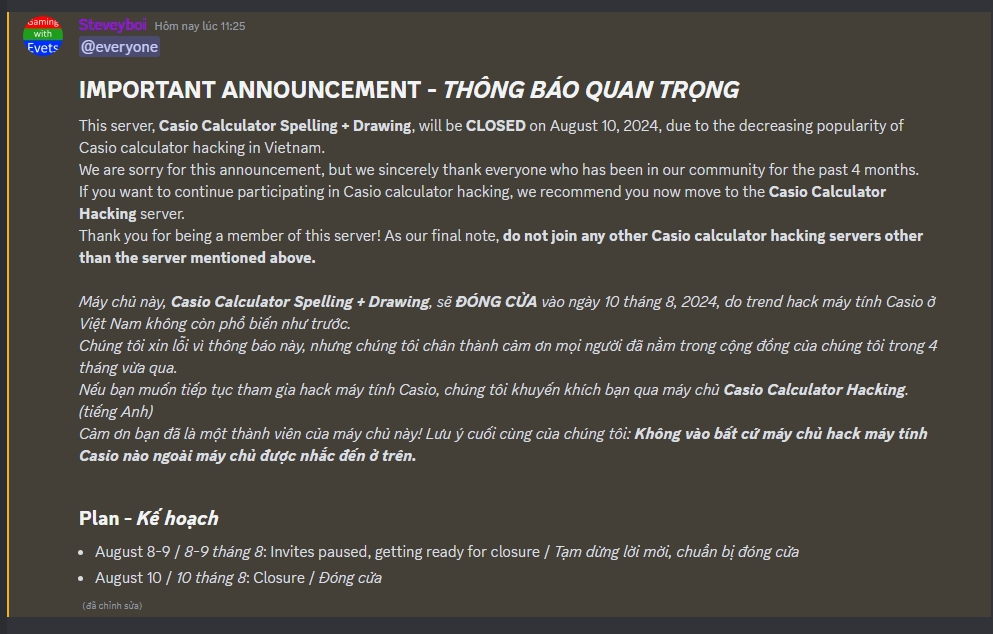 Gaming
with
Evets
Steveyboi Hôm nay lúc 11:25
@everyone
IMPORTANT ANNOUNCEMENT - THÔNG BÁO QUAN TRỌNG
This server, Casio Calculator Spelling + Drawing, will be CLOSED on August 10, 2024, due to the decreasing popularity of
Casio calculator hacking in Vietnam.
We are sorry for this announcement, but we sincerely thank everyone who has been in our community for the past 4 months.
If you want to continue participating in Casio calculator hacking, we recommend you now move to the Casio Calculator
Hacking server.
Thank you for being a member of this server! As our final note, do not join any other Casio calculator hacking servers other
than the server mentioned above.
Máy chủ này, Casio Calculator Spelling + Drawing, sẽ ĐÓNG CỬA vào ngày 10 tháng 8, 2024, do trend hack máy tính Casio ở
Việt Nam không còn phổ biến như trước.
Chúng tôi xin lỗi vì thông báo này, nhưng chúng tôi chân thành cảm ơn mọi người đã nằm trong cộng đồng của chúng tôi trong 4
tháng vừa qua.
Nếu bạn muốn tiếp tục tham gia hack máy tính Casio, chúng tôi khuyến khích bạn qua máy chủ Casio Calculator Hacking.
(tiếng Anh)
Cảm ơn bạn đã là một thành viên của máy chủ này! Lưu ý cuối cùng của chúng tôi: Không vào bất cứ máy chủ hack máy tính
Casio nào ngoài máy chủ được nhắc đến ở trên.
Plan - Kế hoạch
• August 8-9 / 8-9 tháng 8: Invites paused, getting ready for closure / Tạm dừng lời mời, chuẩn bị đóng cửa
• August 10 / 10 tháng 8: Closure / Đóng cửa
(đã chỉnh sửa)